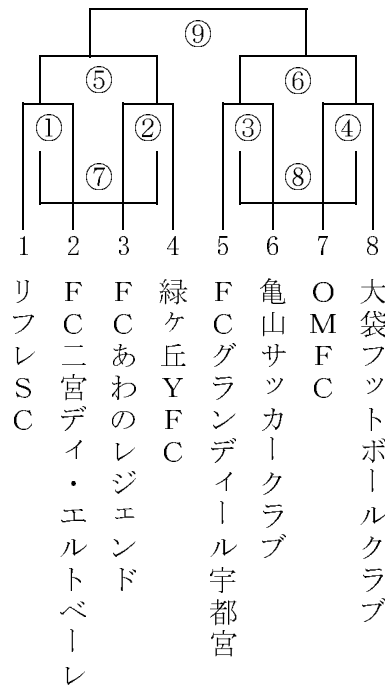 ⑨
⑤ ⑥
① ② ③ ④
⑦ ⑧
1 2 3 4 5 6 7 8
リフレSC
FC二宮ディ・エルトベーレ
FCあわのレジェンド
緑ヶ丘YFC
FCグランディール宇都宮
亀山サッカークラブ
OMFC
大袋フットボールクラブ